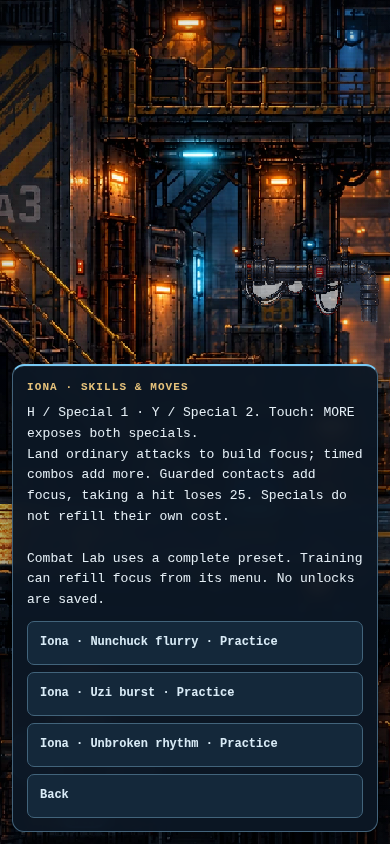 A3
IONA · SKILLS & MOVES
H / Special 1 · Y / Special 2. Touch: MORE
exposes both specials.
Land ordinary attacks to build focus; timed
combos add more. Guarded contacts add
focus, taking a hit loses 25. Specials do
not refill their own cost.
Combat Lab uses a complete preset. Training
can refill focus from its menu. No unlocks
are saved.
Iona · Nunchuck flurry · Practice
Iona · Uzi burst · Practice
Iona · Unbroken rhythm · Practice
Back